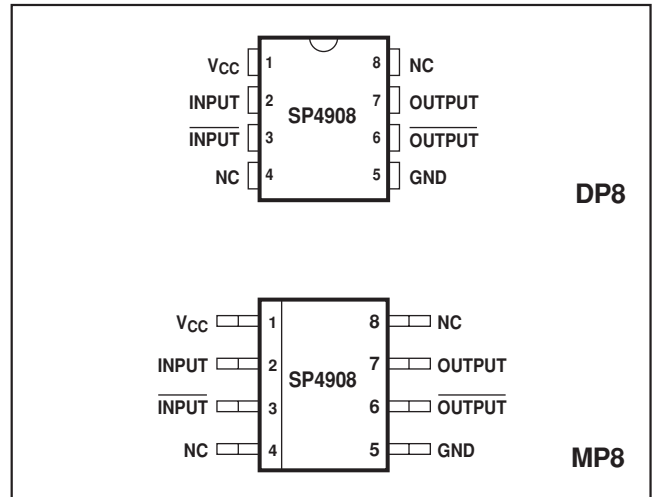 VCC 1 8 NC
INPUT 2 7 OUTPUT
SP4908
INPUT 3 6 OUTPUT
NC 4 5 GND
DP8
VCC 1 8 NC
INPUT 2 7 OUTPUT
SP4908
INPUT 3 6 OUTPUT
NC 4 5 GND
MP8